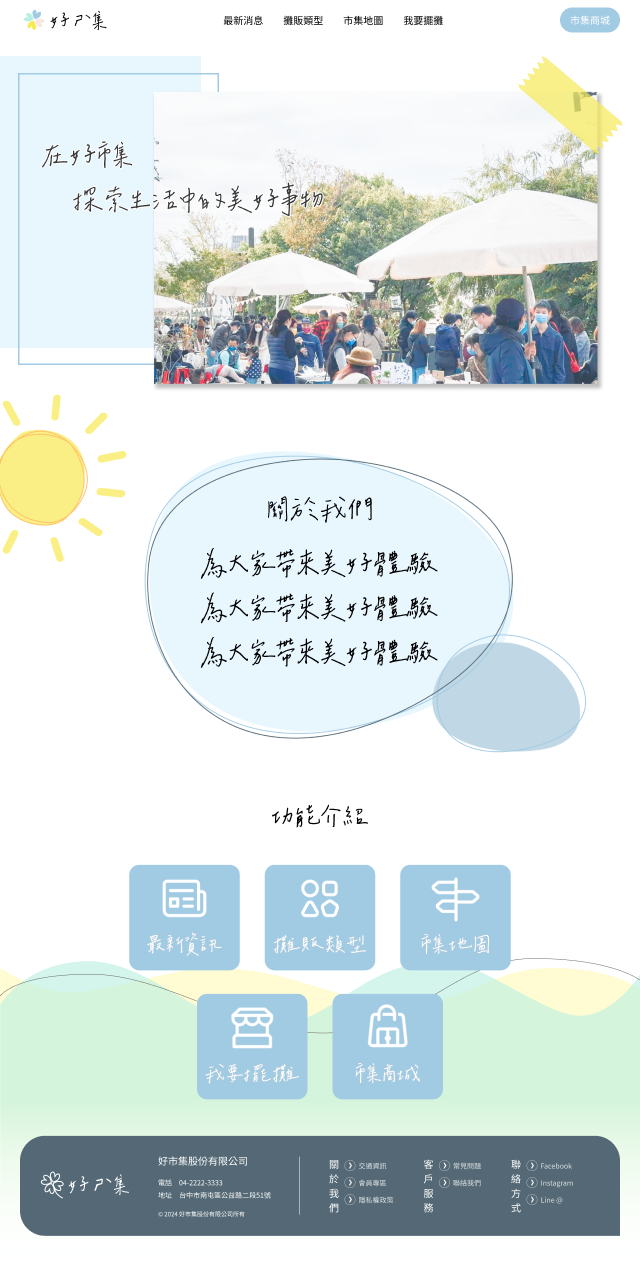 好ㄕ集
最新消息 攤販類型 市集地圖 我要擺攤 市集商城
在好市集
探索生活中的美好事物
關於我們
為大家帶來美好體驗
為大家帶來美好體驗
為大家帶來美好體驗
功能介紹
最新資訊 攤販類型 市集地圖
我要擺攤 市集商城
好ㄕ集
好市集股份有限公司
電話 04-2222-3333
地址 台中市南屯區公益路二段51號
© 2024 好市集股份有限公司所有
關於我們
交通資訊
會員專區
隱私權政策
客戶服務
常見問題
聯絡我們
聯絡方式
Facebook
Instagram
Line @